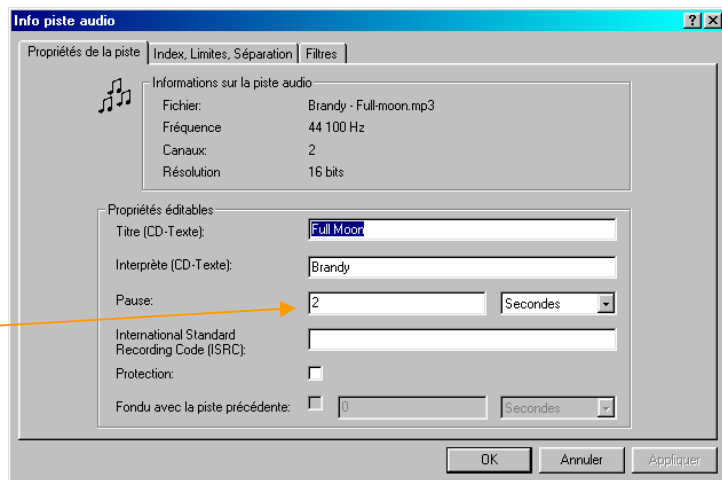 Info piste audio
Propriétés de la piste Index, Limites, Séparation Filtres
Informations sur la piste audio
Fichier: Brandy - Full-moon.mp3
Fréquence 44 100 Hz
Canaux: 2
Résolution 16 bits
Propriétés éditables
Titre (CD-Texte): Full Moon
Interprète (CD-Texte): Brandy
Pause: 2 Secondes
International Standard
Recording Code (ISRC):
Protection:
Fondu avec la piste précédente: 0 Secondes
OK Annuler Appliquer